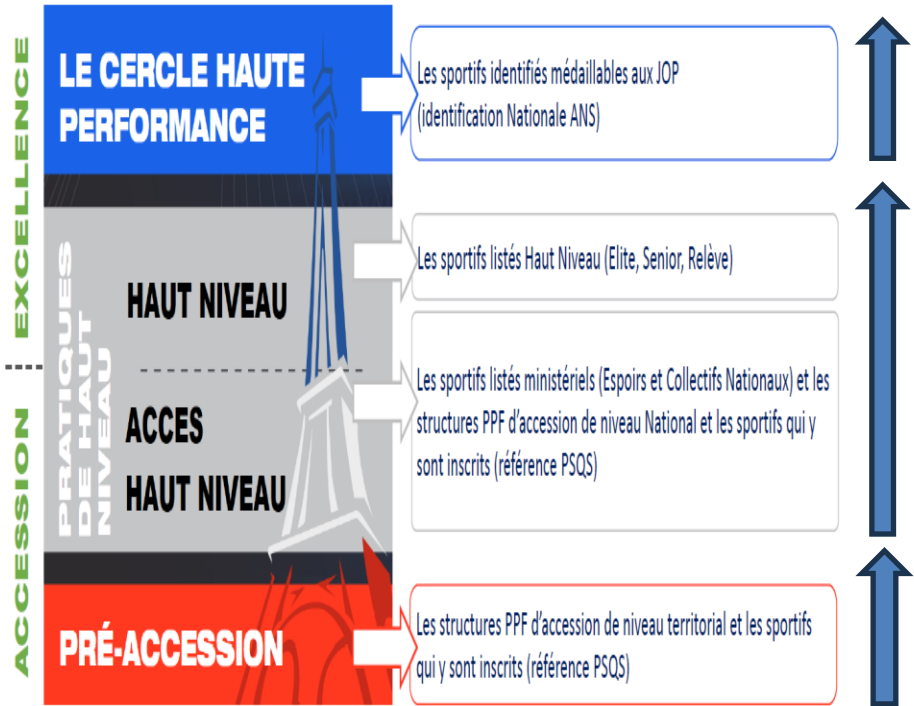 EXCELLENCE
LE CERCLE HAUTE
PERFORMANCE
Les sportifs identifiés médaillables aux JOP
(identification Nationale ANS)
PRATIQUES
DE HAUT
NIVEAU
HAUT NIVEAU
Les sportifs listés Haut Niveau (Elite, Senior, Relève)
ACCESSION
ACCES
HAUT NIVEAU
Les sportifs listés ministériels (Espoirs et Collectifs Nationaux) et les
structures PPF d’accession de niveau National et les sportifs qui y
sont inscrits (référence PSQS)
PRÉ-ACCESSION
Les structures PPF d’accession de niveau territorial et les sportifs
qui y sont inscrits (référence PSQS)